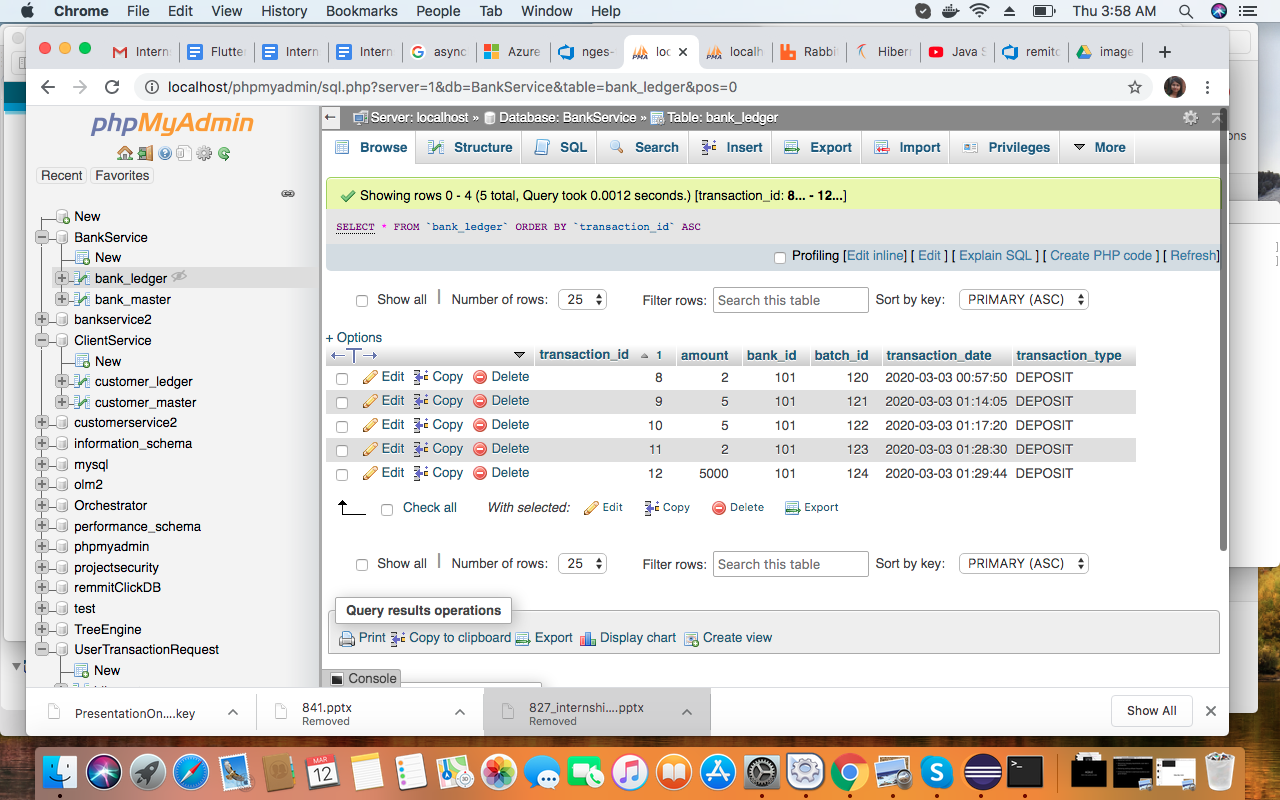 Chrome File Edit View History Bookmarks People Tab Window Help Thu 3:58 AM
Intern Flutte Intern Intern async Azure nges- loc localh Rabbi Hibern Java S remito image
localhost/phpmyadmin/sql.php?server=1&db=BankService&table=bank_ledger&pos=0
phpMyAdmin
Recent Favorites
New
BankService
New
bank_ledger
bank_master
bankservice2
ClientService
New
customer_ledger
customer_master
customerservice2
information_schema
mysql
olm2
Orchestrator
performance_schema
phpmyadmin
projectsecurity
remmitClickDB
test
TreeEngine
UserTransactionRequest
New
Server: localhost » Database: BankService » Table: bank_ledger
Browse Structure SQL Search Insert Export Import Privileges More
Showing rows 0 - 4 (5 total, Query took 0.0012 seconds.) [transaction_id: 8... - 12...]
SELECT * FROM `bank_ledger` ORDER BY `transaction_id` ASC
Profiling [Edit inline] [ Edit ] [ Explain SQL ] [ Create PHP code ] [ Refresh]
Show all Number of rows: 25 Filter rows: Search this table Sort by key: PRIMARY (ASC)
+ Options
transaction_id 1 amount bank_id batch_id transaction_date transaction_type
Edit Copy Delete 8 2 101 120 2020-03-03 00:57:50 DEPOSIT
Edit Copy Delete 9 5 101 121 2020-03-03 01:14:05 DEPOSIT
Edit Copy Delete 10 5 101 122 2020-03-03 01:17:20 DEPOSIT
Edit Copy Delete 11 2 101 123 2020-03-03 01:28:30 DEPOSIT
Edit Copy Delete 12 5000 101 124 2020-03-03 01:29:44 DEPOSIT
Check all With selected: Edit Copy Delete Export
Show all Number of rows: 25 Filter rows: Search this table Sort by key: PRIMARY (ASC)
Query results operations
Print Copy to clipboard Export Display chart Create view
Console
PresentationOn....key
841.pptx
Removed
827_internshi....pptx
Removed
Show All
MAR
12